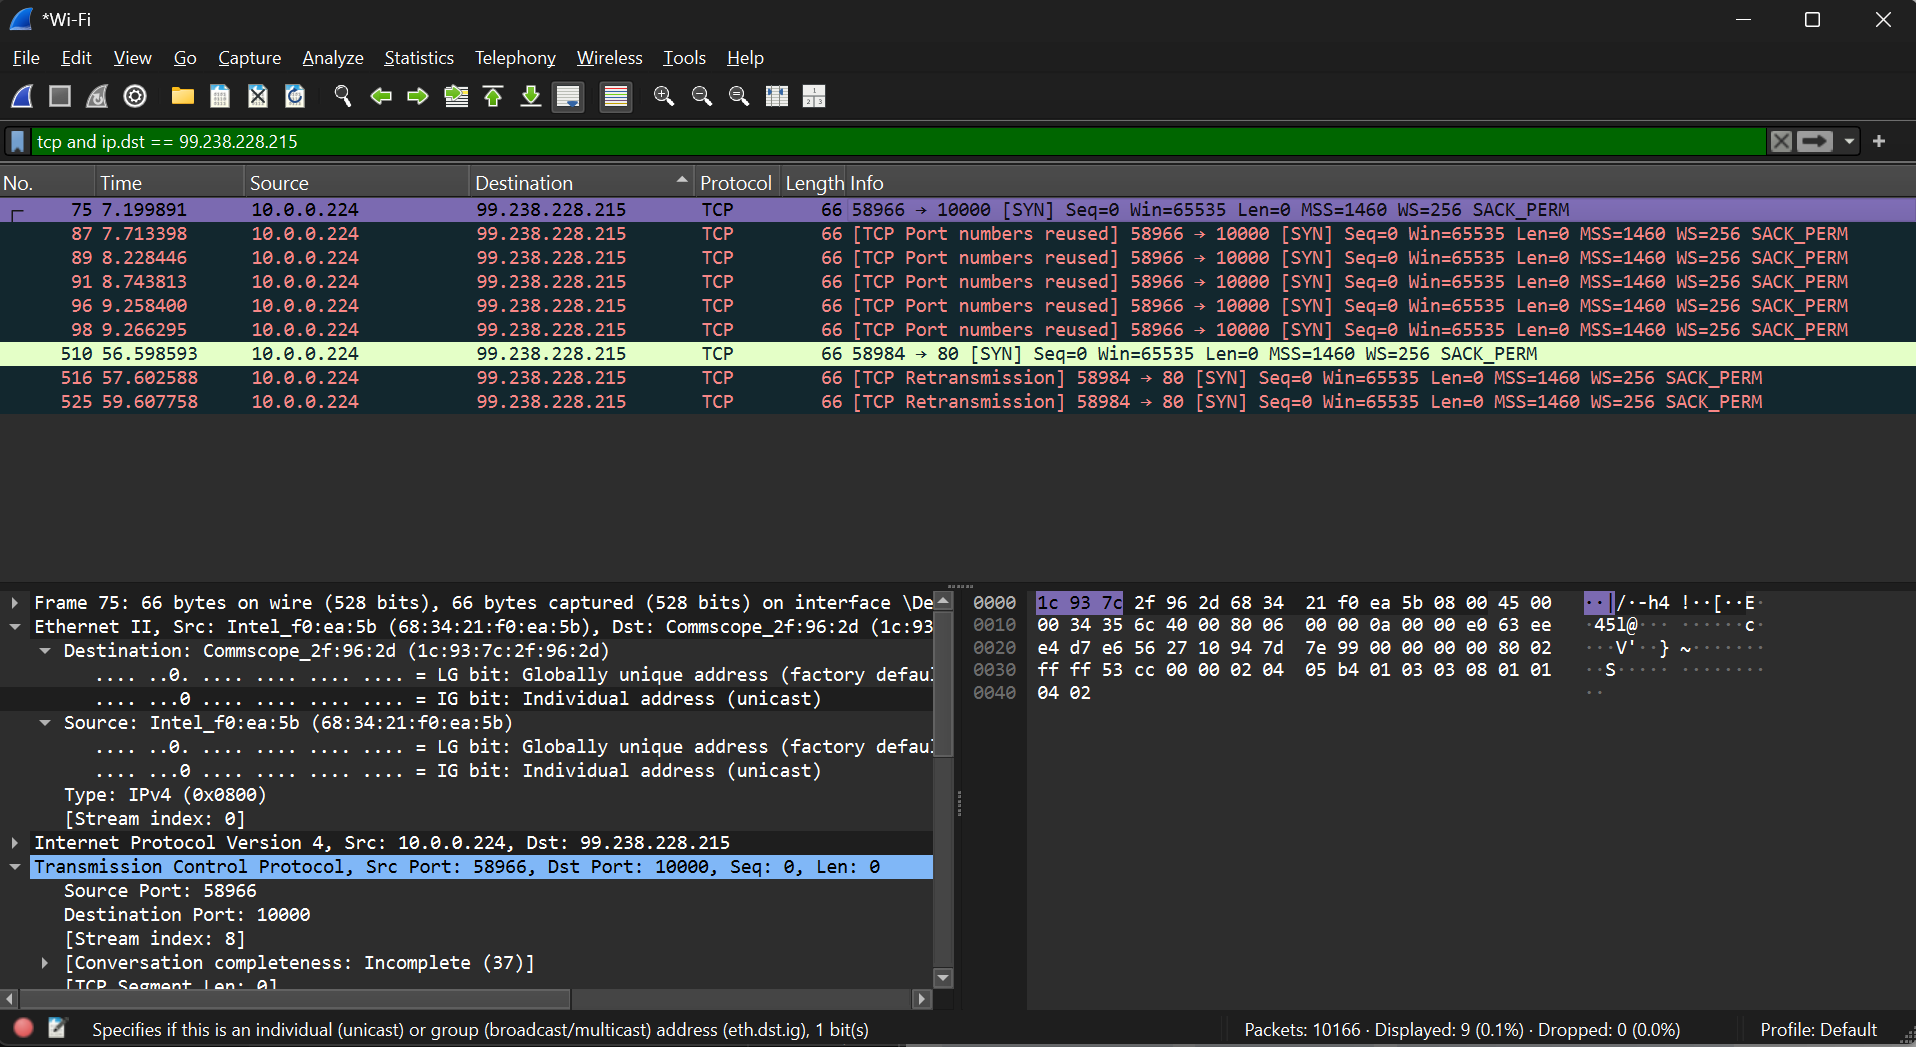 *Wi-Fi
File Edit View Go Capture Analyze Statistics Telephony Wireless Tools Help
tcp and ip.dst == 99.238.228.215
No. Time Source Destination Protocol Length Info
75 7.199891 10.0.0.224 99.238.228.215 TCP 66 58966 → 10000 [SYN] Seq=0 Win=65535 Len=0 MSS=1460 WS=256 SACK_PERM
87 7.713398 10.0.0.224 99.238.228.215 TCP 66 [TCP Port numbers reused] 58966 → 10000 [SYN] Seq=0 Win=65535 Len=0 MSS=1460 WS=256 SACK_PERM
89 8.228446 10.0.0.224 99.238.228.215 TCP 66 [TCP Port numbers reused] 58966 → 10000 [SYN] Seq=0 Win=65535 Len=0 MSS=1460 WS=256 SACK_PERM
91 8.743813 10.0.0.224 99.238.228.215 TCP 66 [TCP Port numbers reused] 58966 → 10000 [SYN] Seq=0 Win=65535 Len=0 MSS=1460 WS=256 SACK_PERM
96 9.258400 10.0.0.224 99.238.228.215 TCP 66 [TCP Port numbers reused] 58966 → 10000 [SYN] Seq=0 Win=65535 Len=0 MSS=1460 WS=256 SACK_PERM
98 9.266295 10.0.0.224 99.238.228.215 TCP 66 [TCP Port numbers reused] 58966 → 10000 [SYN] Seq=0 Win=65535 Len=0 MSS=1460 WS=256 SACK_PERM
510 56.598593 10.0.0.224 99.238.228.215 TCP 66 58984 → 80 [SYN] Seq=0 Win=65535 Len=0 MSS=1460 WS=256 SACK_PERM
516 57.602588 10.0.0.224 99.238.228.215 TCP 66 [TCP Retransmission] 58984 → 80 [SYN] Seq=0 Win=65535 Len=0 MSS=1460 WS=256 SACK_PERM
525 59.607758 10.0.0.224 99.238.228.215 TCP 66 [TCP Retransmission] 58984 → 80 [SYN] Seq=0 Win=65535 Len=0 MSS=1460 WS=256 SACK_PERM
Frame 75: 66 bytes on wire (528 bits), 66 bytes captured (528 bits) on interface \De
Ethernet II, Src: Intel_f0:ea:5b (68:34:21:f0:ea:5b), Dst: Commscope_2f:96:2d (1c:93
Destination: Commscope_2f:96:2d (1c:93:7c:2f:96:2d)
.... ..0. .... .... .... .... = LG bit: Globally unique address (factory defaul
.... ...0 .... .... .... .... = IG bit: Individual address (unicast)
Source: Intel_f0:ea:5b (68:34:21:f0:ea:5b)
.... ..0. .... .... .... .... = LG bit: Globally unique address (factory defaul
.... ...0 .... .... .... .... = IG bit: Individual address (unicast)
Type: IPv4 (0x0800)
[Stream index: 0]
Internet Protocol Version 4, Src: 10.0.0.224, Dst: 99.238.228.215
Transmission Control Protocol, Src Port: 58966, Dst Port: 10000, Seq: 0, Len: 0
Source Port: 58966
Destination Port: 10000
[Stream index: 8]
[Conversation completeness: Incomplete (37)]
[TCP Segment Len: 0]
0000 1c 93 7c 2f 96 2d 68 34 21 f0 ea 5b 08 00 45 00 ··|/·-h4 !··[··E·
0010 00 34 35 6c 40 00 80 06 00 00 0a 00 00 e0 63 ee ·45l@··· ······c·
0020 e4 d7 e6 56 27 10 94 7d 7e 99 00 00 00 00 80 02 ···V'··} ~·······
0030 ff ff 53 cc 00 00 02 04 05 b4 01 03 03 08 01 01 ··S····· ········
0040 04 02 ··
Specifies if this is an individual (unicast) or group (broadcast/multicast) address (eth.dst.ig), 1 bit(s)
Packets: 10166 · Displayed: 9 (0.1%) · Dropped: 0 (0.0%)
Profile: Default